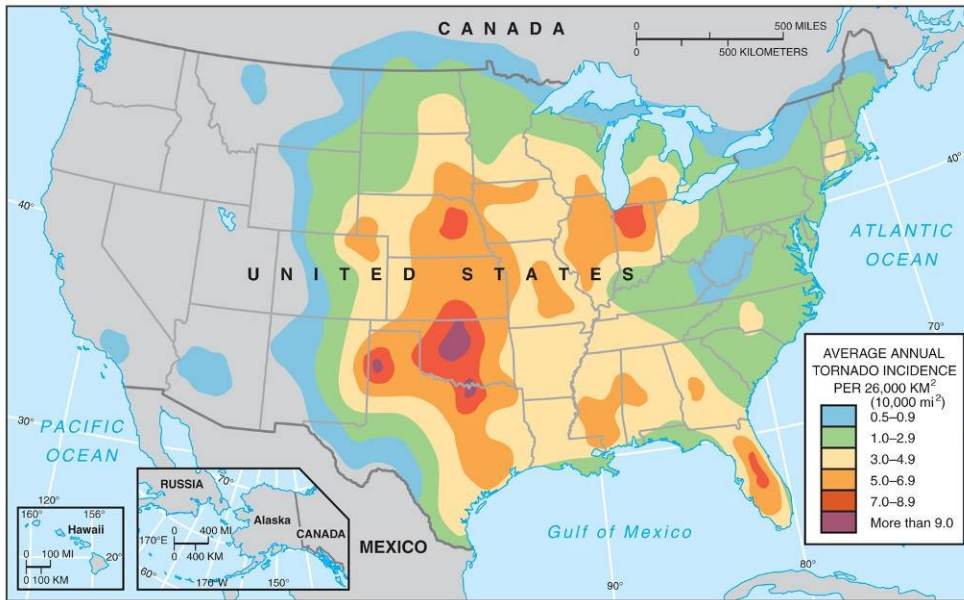 CANADA
0 500 MILES
0 500 KILOMETERS
40°
40°
UNITED STATES
ATLANTIC
OCEAN
70°
30°
PACIFIC
OCEAN
120°
160° 156°
Hawaii
20°
0 100 MI
0 100 KM
RUSSIA
70°
Alaska
CANADA
170°E
0 400 MI
0 400 KM
60°
170°W
150°
MEXICO
Gulf of Mexico
90°
80°
AVERAGE ANNUAL
TORNADO INCIDENCE
PER 26,000 KM²
(10,000 mi²)
0.5–0.9
1.0–2.9
3.0–4.9
5.0–6.9
7.0–8.9
More than 9.0